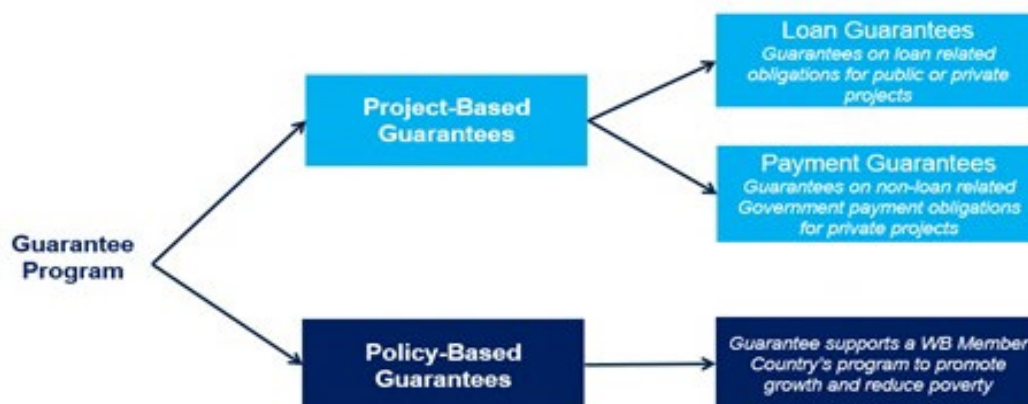 Guarantee
Program
Project-Based
Guarantees
Loan Guarantees
Guarantees on loan related
obligations for public or private
projects
Payment Guarantees
Guarantees on non-loan related
Government payment obligations
for private projects
Policy-Based
Guarantees
Guarantee supports a WB Member
Country's program to promote
growth and reduce poverty